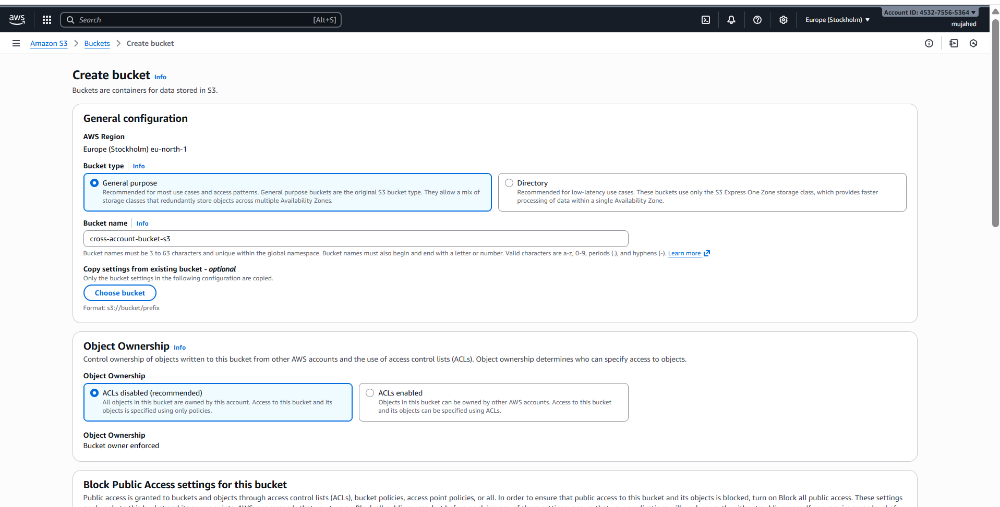 aws
Search
[Alt+S]
Europe (Stockholm)
Account ID: 4532-7556-5364
mujahed
Amazon S3
Buckets
Create bucket
Create bucket Info
Buckets are containers for data stored in S3.
General configuration
AWS Region
Europe (Stockholm) eu-north-1
Bucket type Info
General purpose
Recommended for most use cases and access patterns. General purpose buckets are the original S3 bucket type. They allow a mix of
storage classes that redundantly store objects across multiple Availability Zones.
Directory
Recommended for low-latency use cases. These buckets use only the S3 Express One Zone storage class, which provides faster
processing of data within a single Availability Zone.
Bucket name Info
cross-account-bucket-s3
Bucket names must be 3 to 63 characters and unique within the global namespace. Bucket names must also begin and end with a letter or number. Valid characters are a-z, 0-9, periods (.), and hyphens (-). Learn more
Copy settings from existing bucket - optional
Only the bucket settings in the following configuration are copied.
Choose bucket
Format: s3://bucket/prefix
Object Ownership Info
Control ownership of objects written to this bucket from other AWS accounts and the use of access control lists (ACLs). Object ownership determines who can specify access to objects.
Object Ownership
ACLs disabled (recommended)
All objects in this bucket are owned by this account. Access to this bucket and its
objects is specified using only policies.
ACLs enabled
Objects in this bucket can be owned by other AWS accounts. Access to this bucket
and its objects can be specified using ACLs.
Object Ownership
Bucket owner enforced
Block Public Access settings for this bucket
Public access is granted to buckets and objects through access control lists (ACLs), bucket policies, access point policies, or all. In order to ensure that public access to this bucket and its objects is blocked, turn on Block all public access. These settings